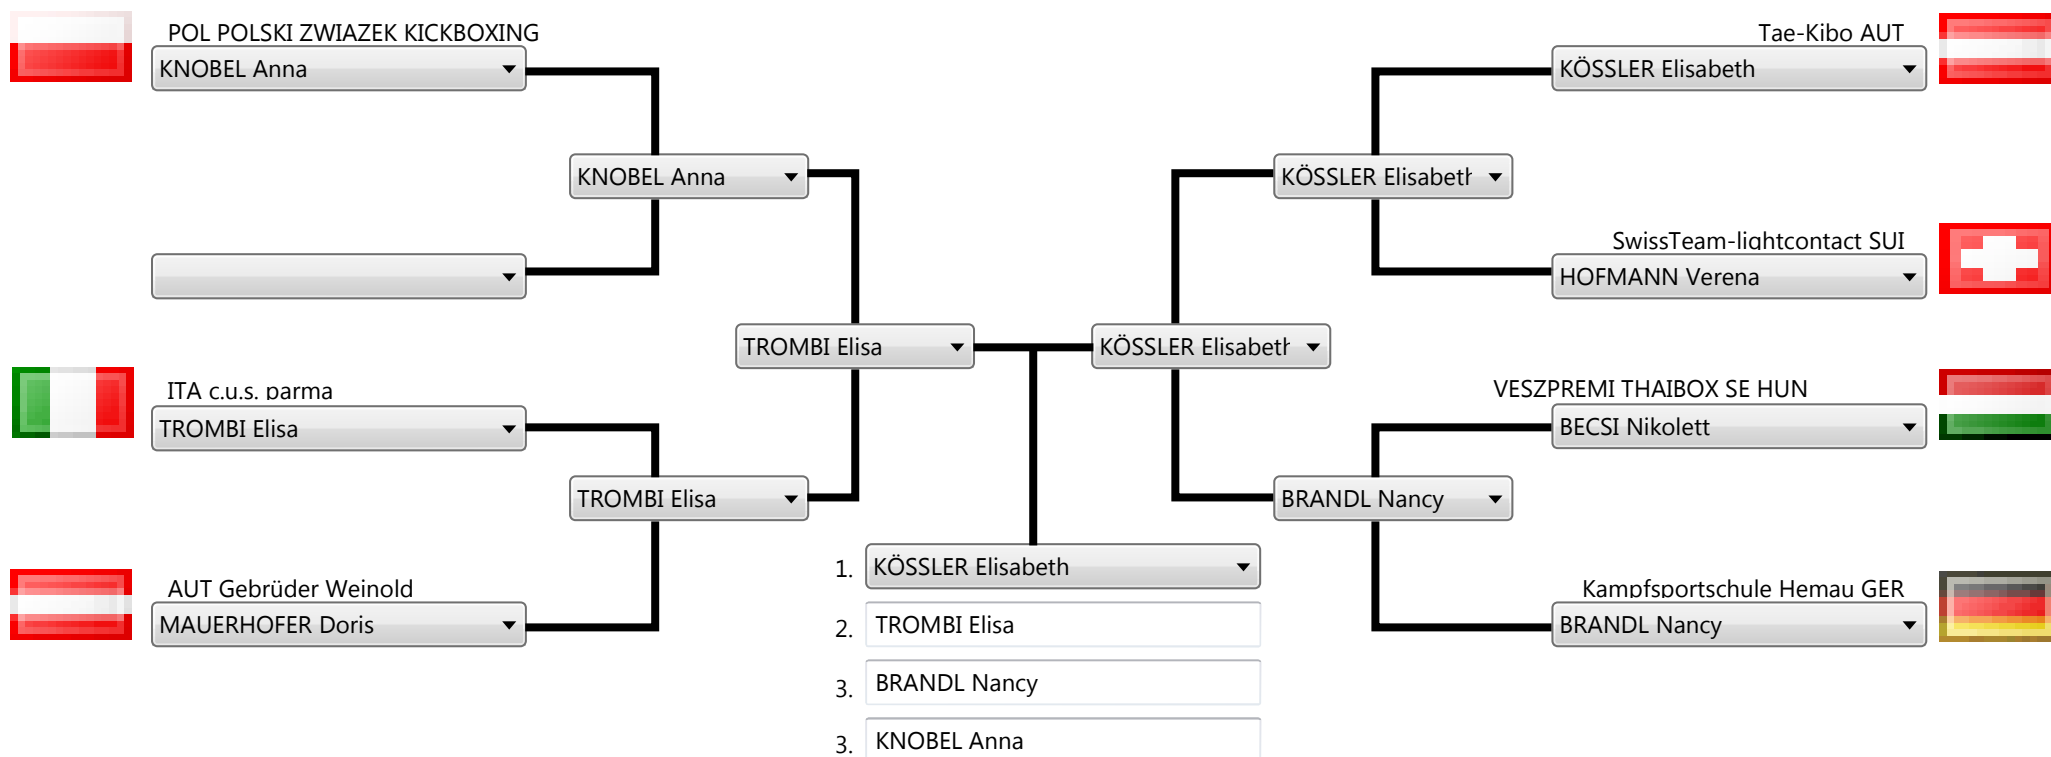 POL POLSKI ZWIAZEK KICKBOXING
KNOBEL Anna
KNOBEL Anna
ITA c.u.s. parma
TROMBI Elisa
TROMBI Elisa
TROMBI Elisa
AUT Gebrüder Weinold
MAUERHOFER Doris
Tae-Kibo AUT
KÖSSLER Elisabeth
KÖSSLER Elisabeth
SwissTeam-lightcontact SUI
HOFMANN Verena
KÖSSLER Elisabeth
VESZPREMI THAIBOX SE HUN
BECSI Nikolett
BRANDL Nancy
Kampfsportschule Hemau GER
BRANDL Nancy
1. KÖSSLER Elisabeth
2. TROMBI Elisa
3. BRANDL Nancy
3. KNOBEL Anna